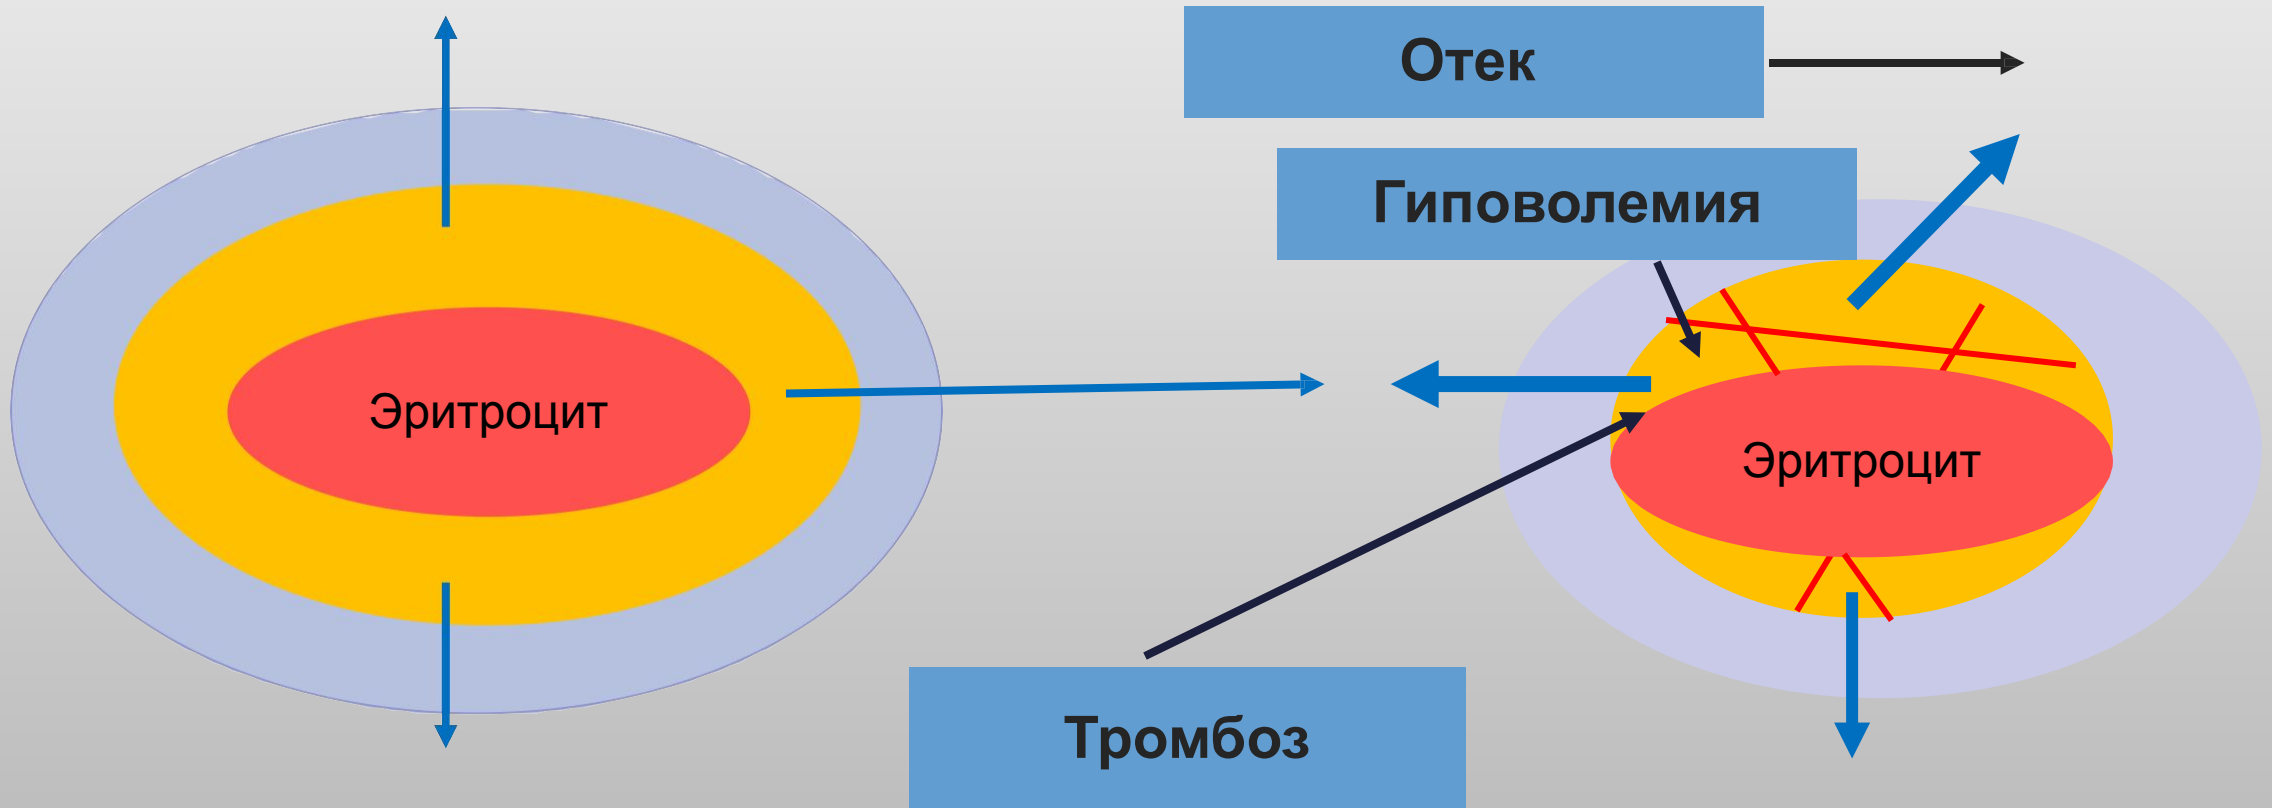 Отек
Гиповолемия
Эритроцит
Эритроцит
Тромбоз